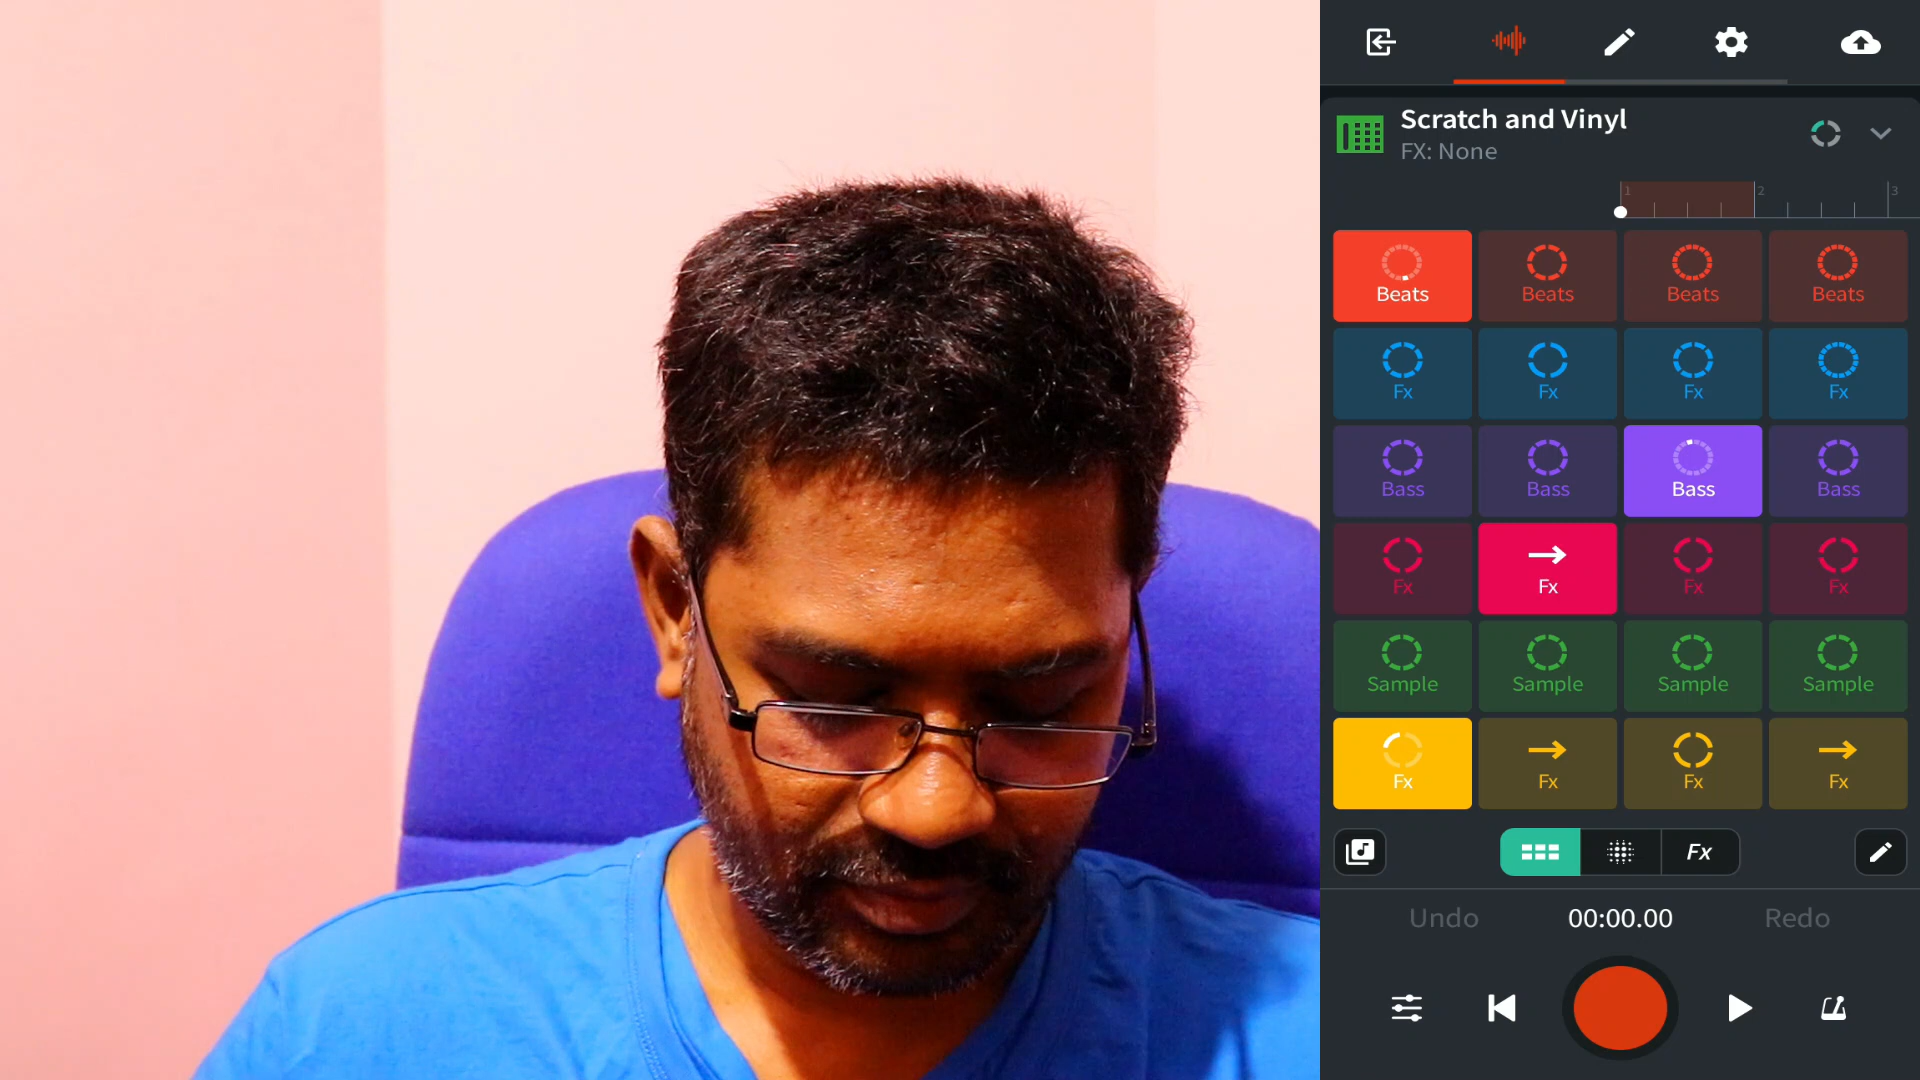 Scratch and Vinyl
FX: None
1 2 3
Beats Beats Beats Beats
Fx Fx Fx Fx
Bass Bass Bass Bass
Fx Fx Fx Fx
Sample Sample Sample Sample
Fx Fx Fx Fx
Fx
Undo 00:00.00 Redo